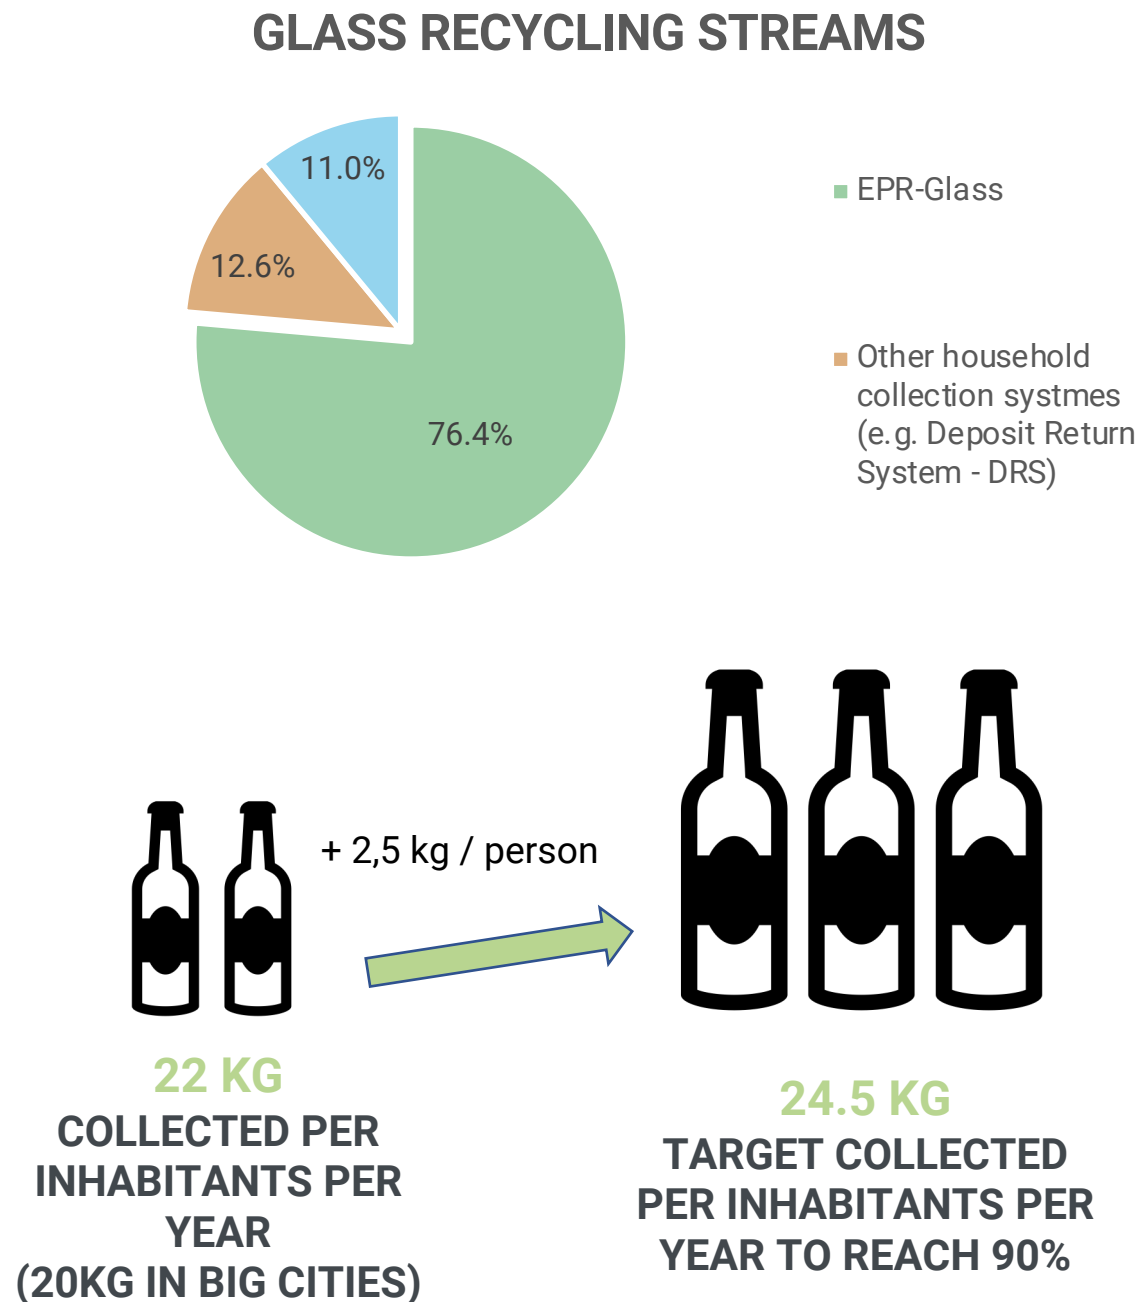 GLASS RECYCLING STREAMS
11.0%
12.6%
76.4%
EPR-Glass
Other household
collection systmes
(e.g. Deposit Return
System - DRS)
+ 2,5 kg / person
22 KG
COLLECTED PER
INHABITANTS PER
YEAR
(20KG IN BIG CITIES)
24.5 KG
TARGET COLLECTED
PER INHABITANTS PER
YEAR TO REACH 90%